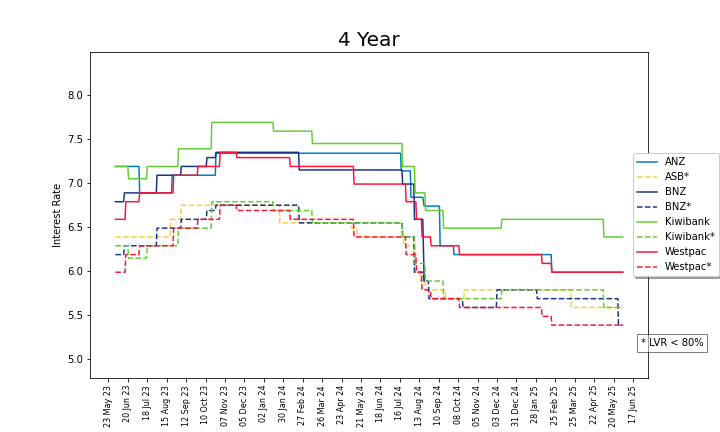 4 Year
Interest Rate
8.0
7.5
7.0
6.5
6.0
5.5
5.0
23 May 23
20 Jun 23
18 Jul 23
15 Aug 23
12 Sep 23
10 Oct 23
07 Nov 23
05 Dec 23
02 Jan 24
30 Jan 24
27 Feb 24
26 Mar 24
23 Apr 24
21 May 24
18 Jun 24
16 Jul 24
13 Aug 24
10 Sep 24
08 Oct 24
05 Nov 24
03 Dec 24
31 Dec 24
28 Jan 25
25 Feb 25
25 Mar 25
22 Apr 25
20 May 25
17 Jun 25
ANZ
ASB*
BNZ
BNZ*
Kiwibank
Kiwibank*
Westpac
Westpac*
* LVR < 80%